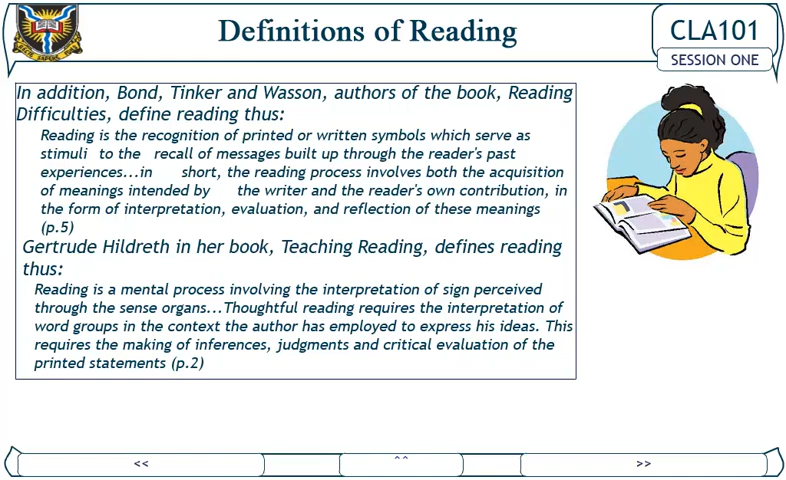 Definitions of Reading
CLA101
SESSION ONE
In addition, Bond, Tinker and Wasson, authors of the book, Reading
Difficulties, define reading thus:
Reading is the recognition of printed or written symbols which serve as
stimuli to the recall of messages built up through the reader's past
experiences...in short, the reading process involves both the acquisition
of meanings intended by the writer and the reader's own contribution, in
the form of interpretation, evaluation, and reflection of these meanings
(p.5)
Gertrude Hildreth in her book, Teaching Reading, defines reading
thus:
Reading is a mental process involving the interpretation of sign perceived
through the sense organs...Thoughtful reading requires the interpretation of
word groups in the context the author has employed to express his ideas. This
requires the making of inferences, judgments and critical evaluation of the
printed statements (p.2)
<< ^^ >>